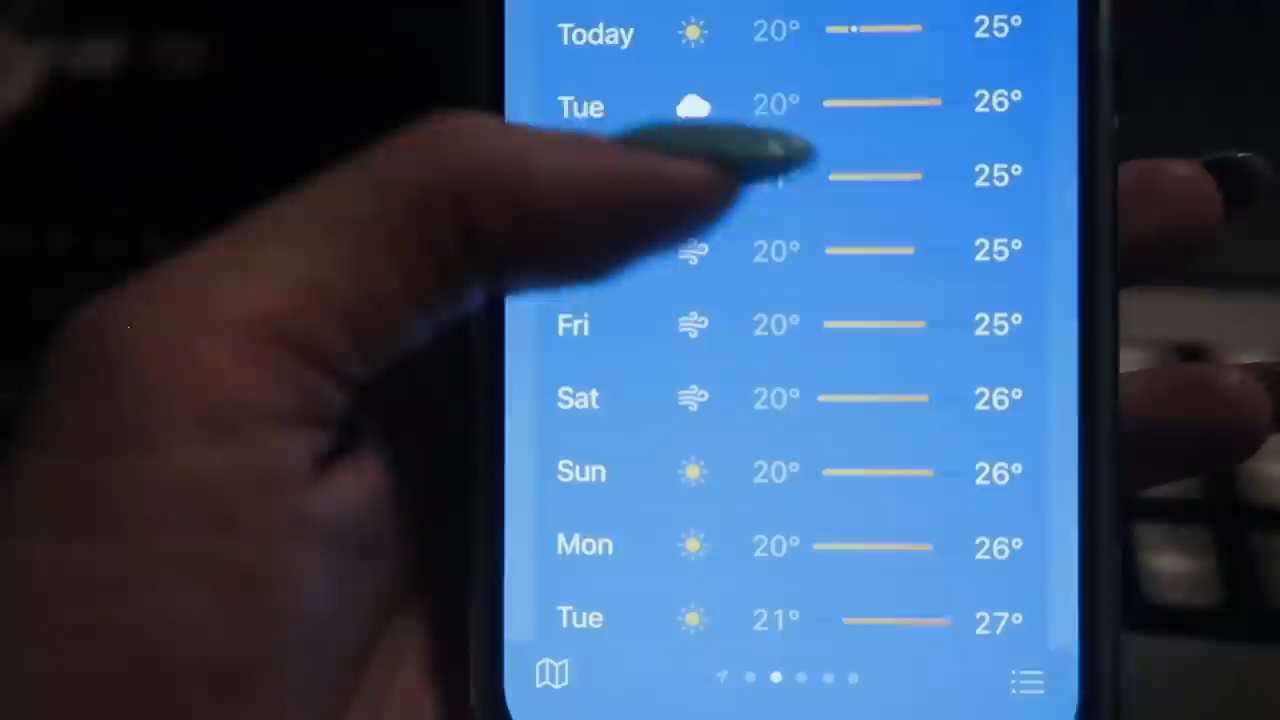 Today 20° 25°
Tue 20° 26°
25°
20° 25°
Fri 20° 25°
Sat 20° 26°
Sun 20° 26°
Mon 20° 26°
Tue 21° 27°